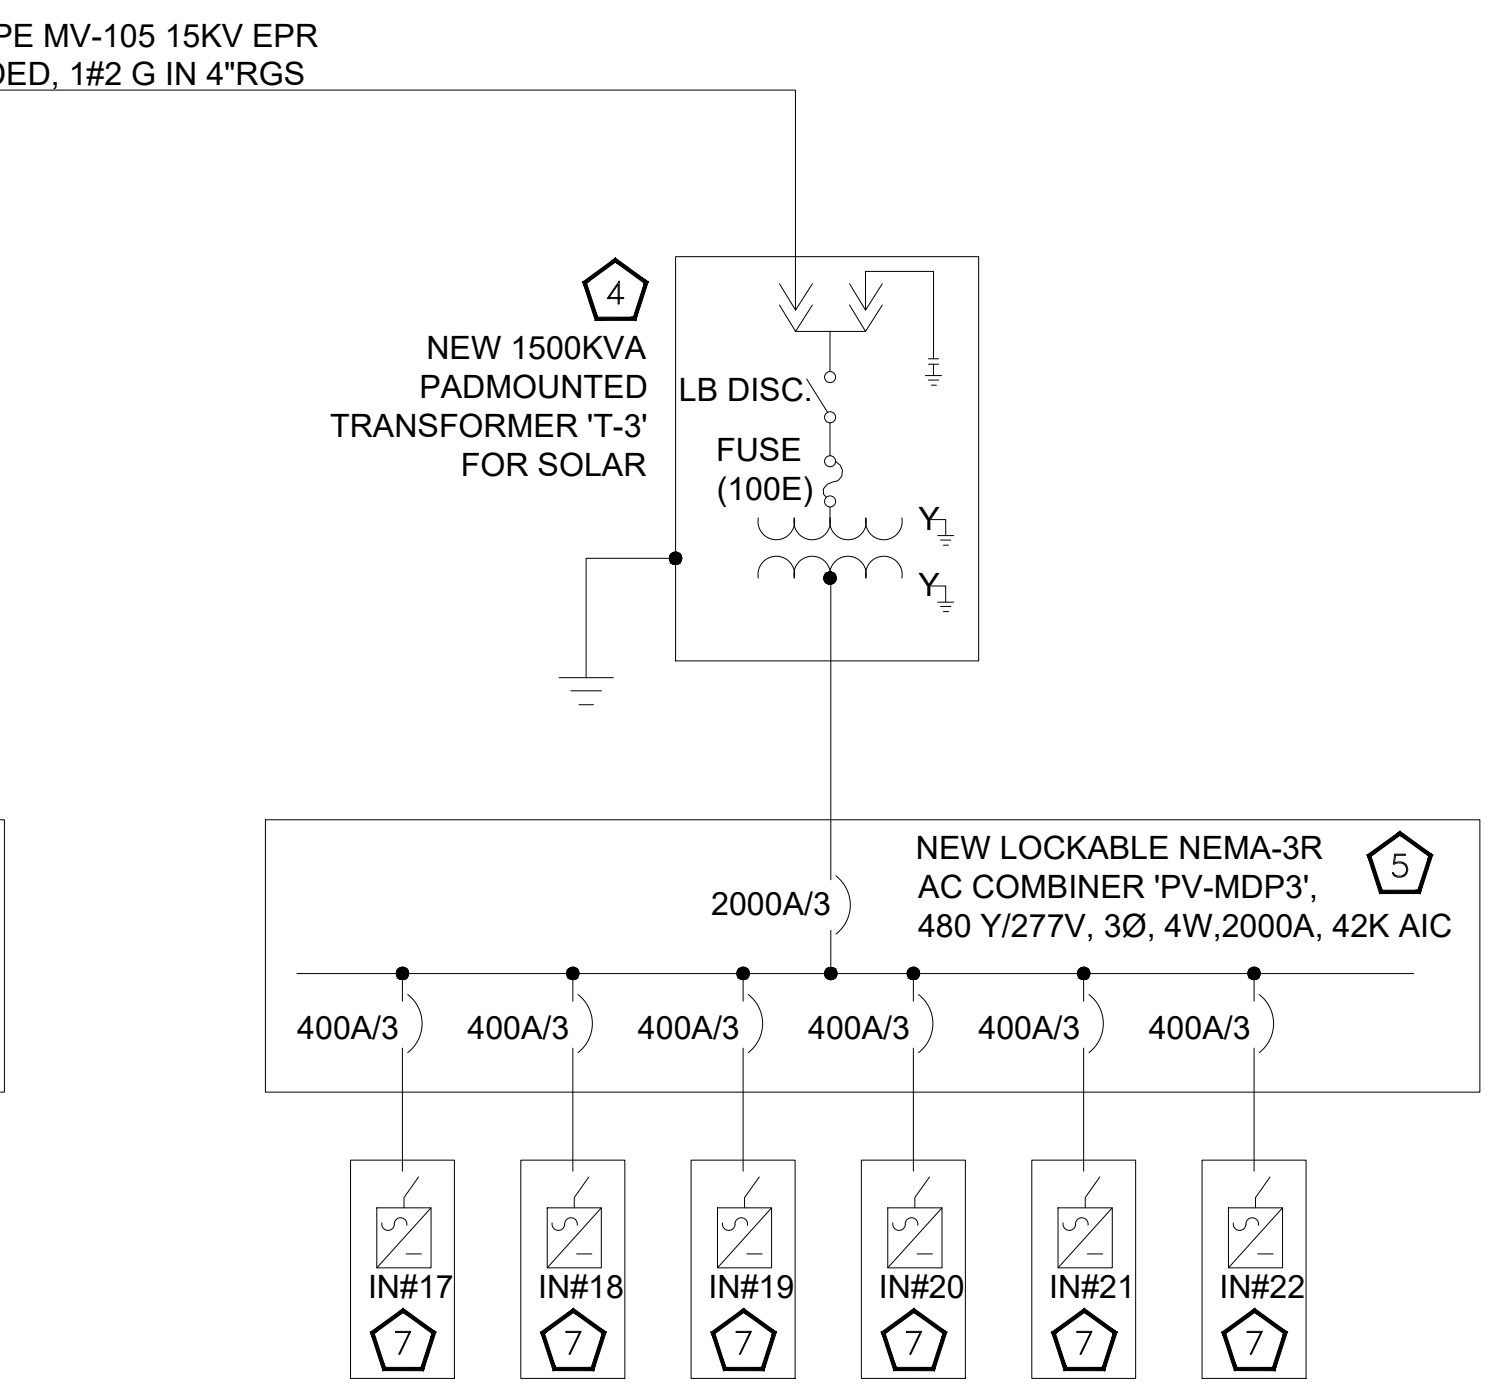 PE MV-105 15KV EPR
DED, 1#2 G IN 4"RGS
4
NEW 1500KVA
PADMOUNTED
TRANSFORMER 'T-3'
FOR SOLAR
LB DISC.
FUSE
(100E)
Y
Y
NEW LOCKABLE NEMA-3R
AC COMBINER 'PV-MDP3',
480 Y/277V, 3Ø, 4W,2000A, 42K AIC
5
2000A/3
400A/3 400A/3 400A/3 400A/3 400A/3 400A/3
IN#17 IN#18 IN#19 IN#20 IN#21 IN#22
7 7 7 7 7 7